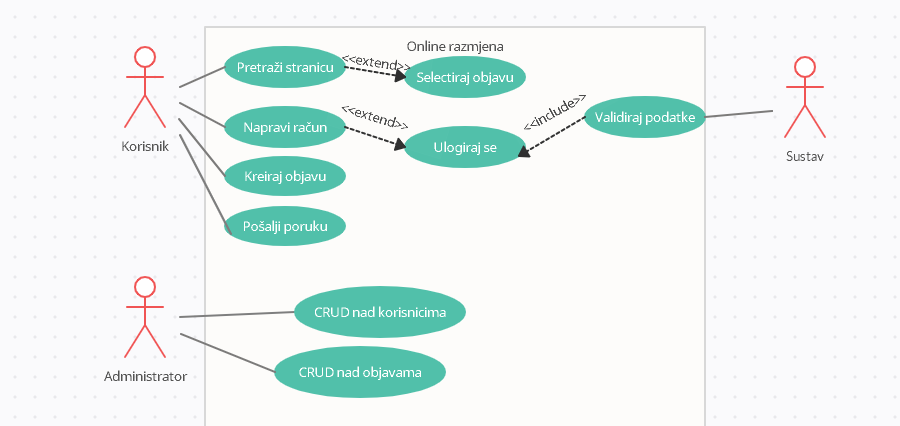 Online razmjena
Pretraži stranicu
<<extend>>
Selectiraj objavu
Napravi račun
<<extend>>
Ulogiraj se
<<include>>
Validiraj podatke
Korisnik
Sustav
Kreiraj objavu
Pošalji poruku
CRUD nad korisnicima
Administrator
CRUD nad objavama